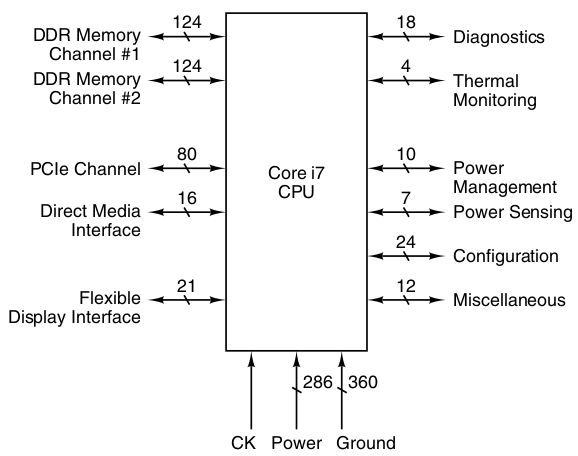 124
DDR Memory
Channel #1
124
DDR Memory
Channel #2
80
PCIe Channel
16
Direct Media
Interface
21
Flexible
Display Interface
Core i7
CPU
18
Diagnostics
4
Thermal
Monitoring
10
Power
Management
7
Power Sensing
24
Configuration
12
Miscellaneous
286
360
CK
Power
Ground